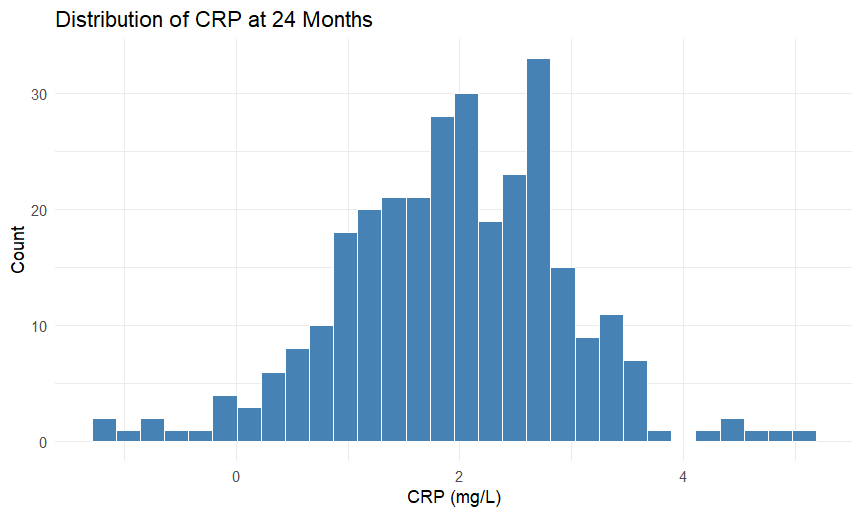 Distribution of CRP at 24 Months
30
20
10
0
Count
0 2 4
CRP (mg/L)